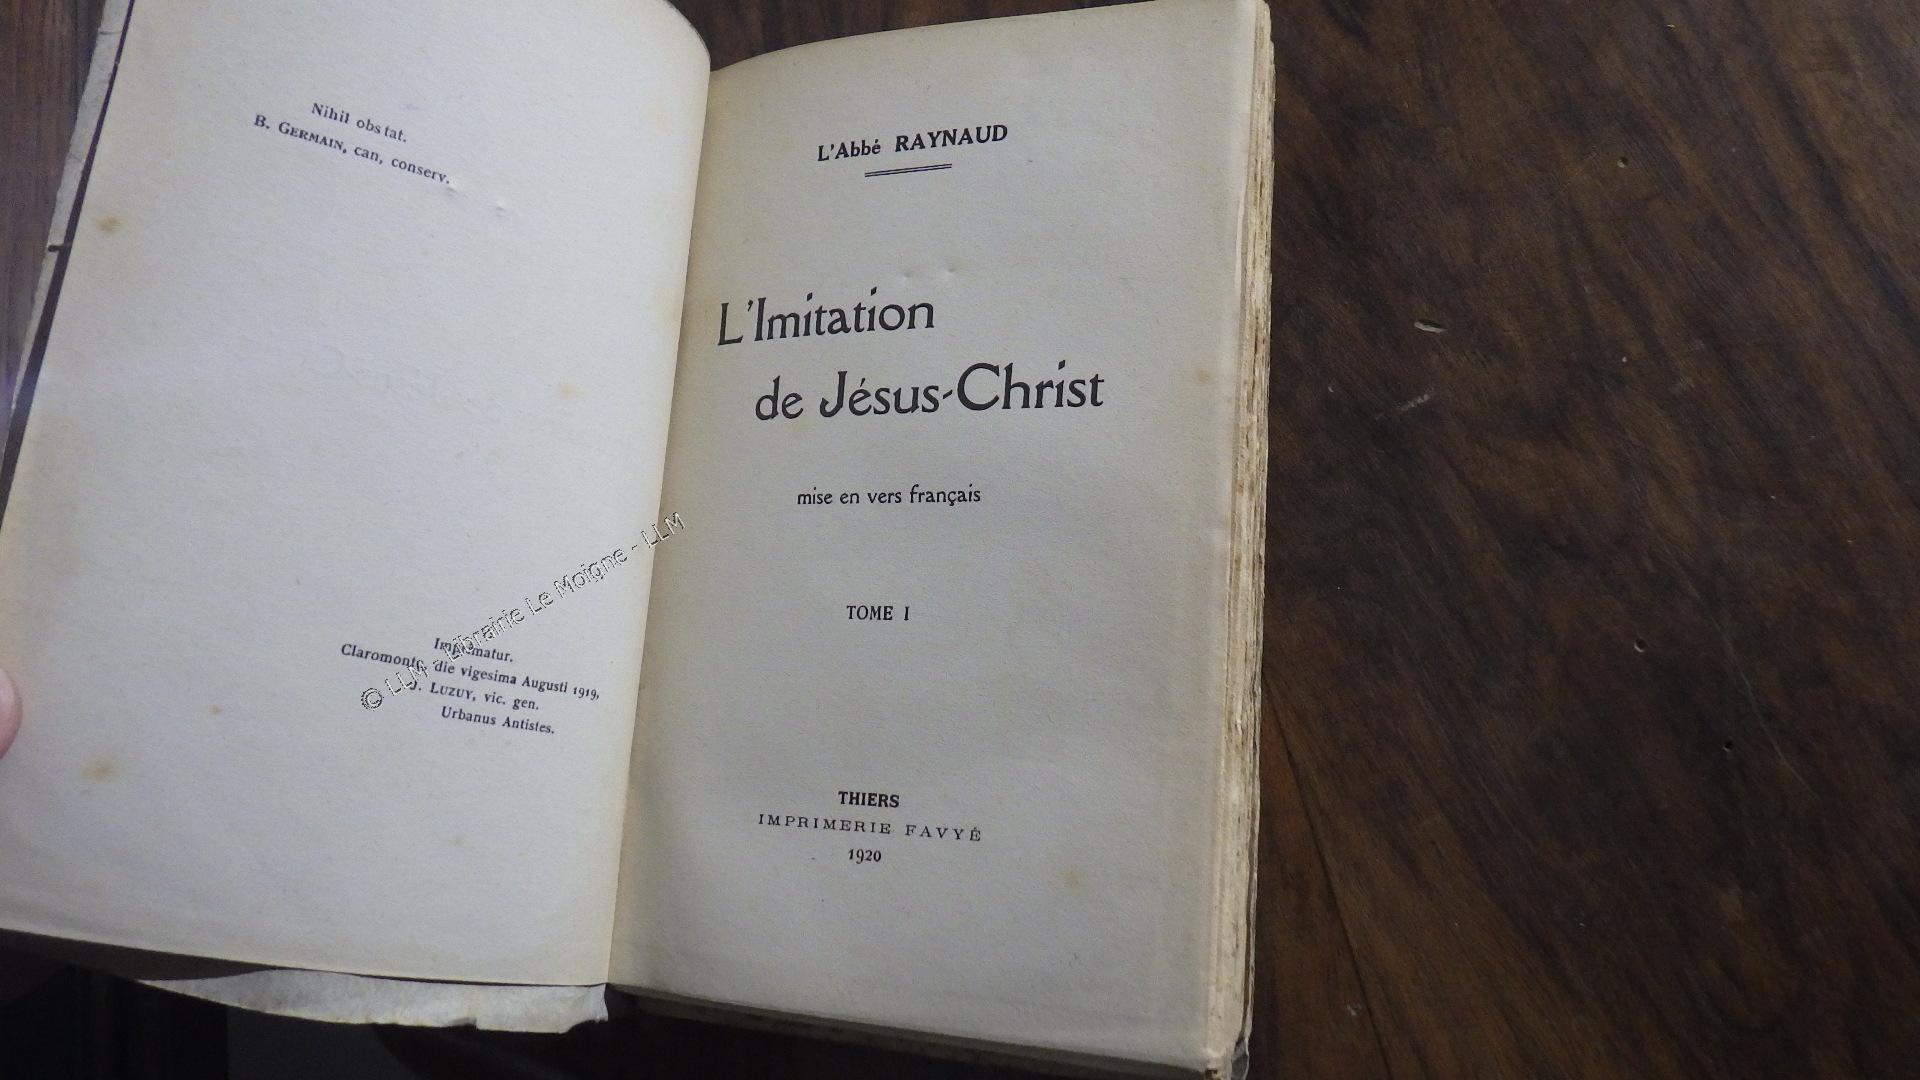 Nihil obstat.
B. GERMAIN, can, conserv.
Imprimatur.
Claromonte, die vigesima Augusti 1919,
J. LUZUY, vic. gen.
Urbanus Antistes.
© LLM - Librairie Le Moigne - LLM
L'Abbé RAYNAUD
L'Imitation
de Jésus-Christ
mise en vers français
TOME I
THIERS
IMPRIMERIE FAVYÉ
1920